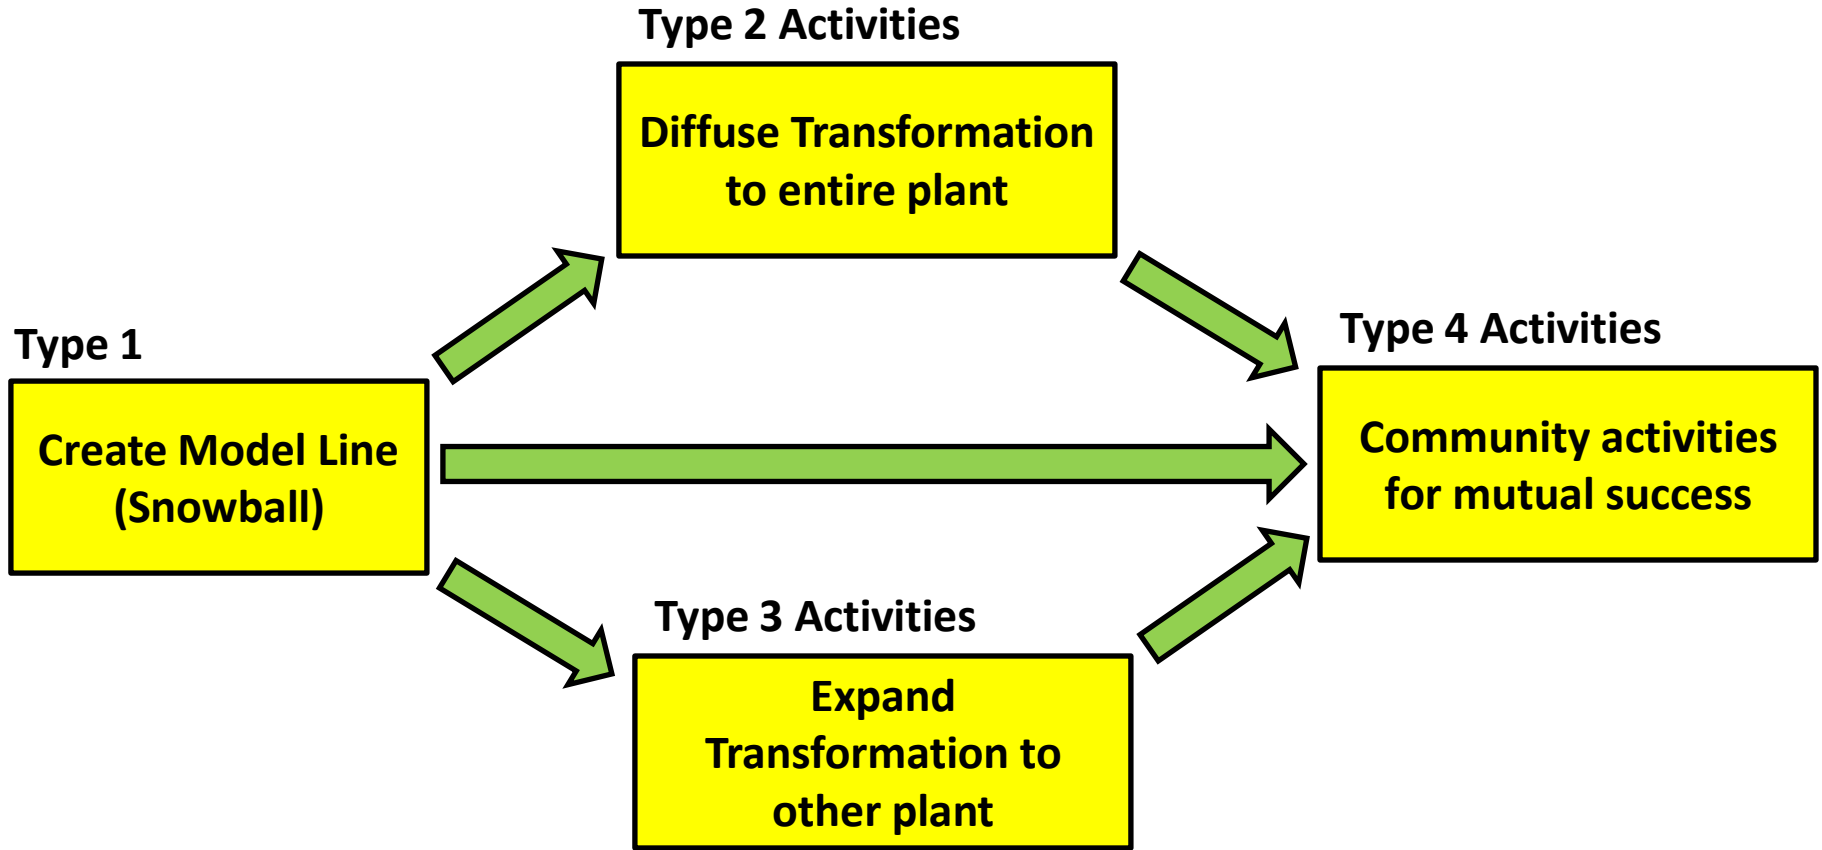 Type 2 Activities
Diffuse Transformation
to entire plant
Type 1
Create Model Line
(Snowball)
Type 4 Activities
Community activities
for mutual success
Type 3 Activities
Expand
Transformation to
other plant